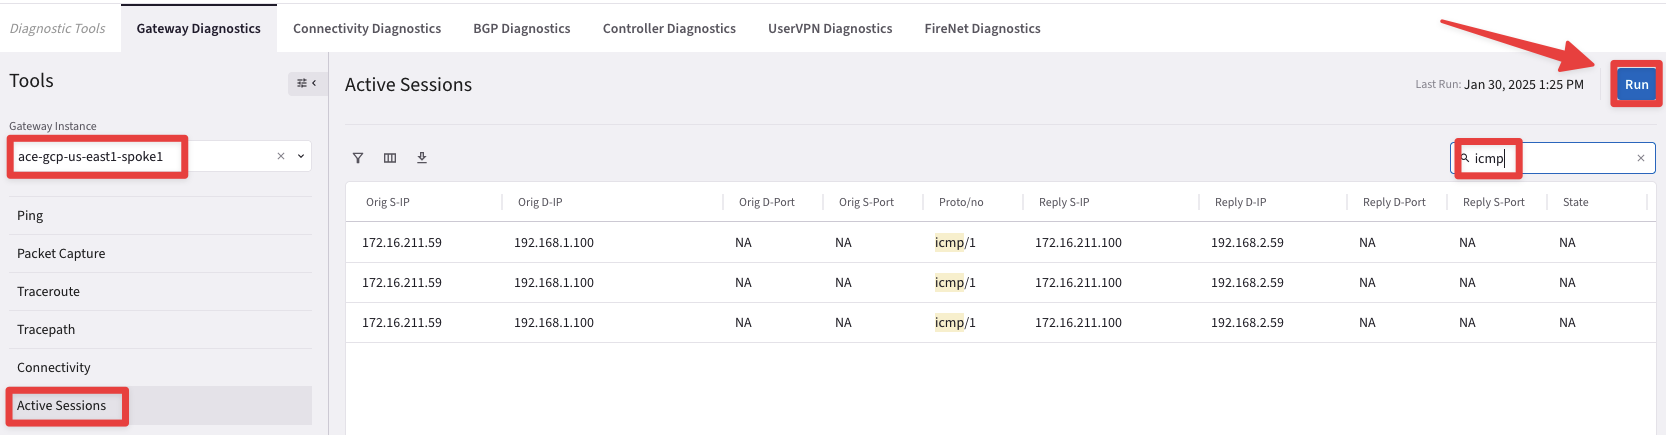 Diagnostic Tools Gateway Diagnostics Connectivity Diagnostics BGP Diagnostics Controller Diagnostics UserVPN Diagnostics FireNet Diagnostics
Tools
Gateway Instance
ace-gcp-us-east1-spoke1
Ping
Packet Capture
Traceroute
Tracepath
Connectivity
Active Sessions
Active Sessions
Last Run: Jan 30, 2025 1:25 PM
Run
icmp
Orig S-IP Orig D-IP Orig D-Port Orig S-Port Proto/no Reply S-IP Reply D-IP Reply D-Port Reply S-Port State
172.16.211.59 192.168.1.100 NA NA icmp/1 172.16.211.100 192.168.2.59 NA NA NA
172.16.211.59 192.168.1.100 NA NA icmp/1 172.16.211.100 192.168.2.59 NA NA NA
172.16.211.59 192.168.1.100 NA NA icmp/1 172.16.211.100 192.168.2.59 NA NA NA